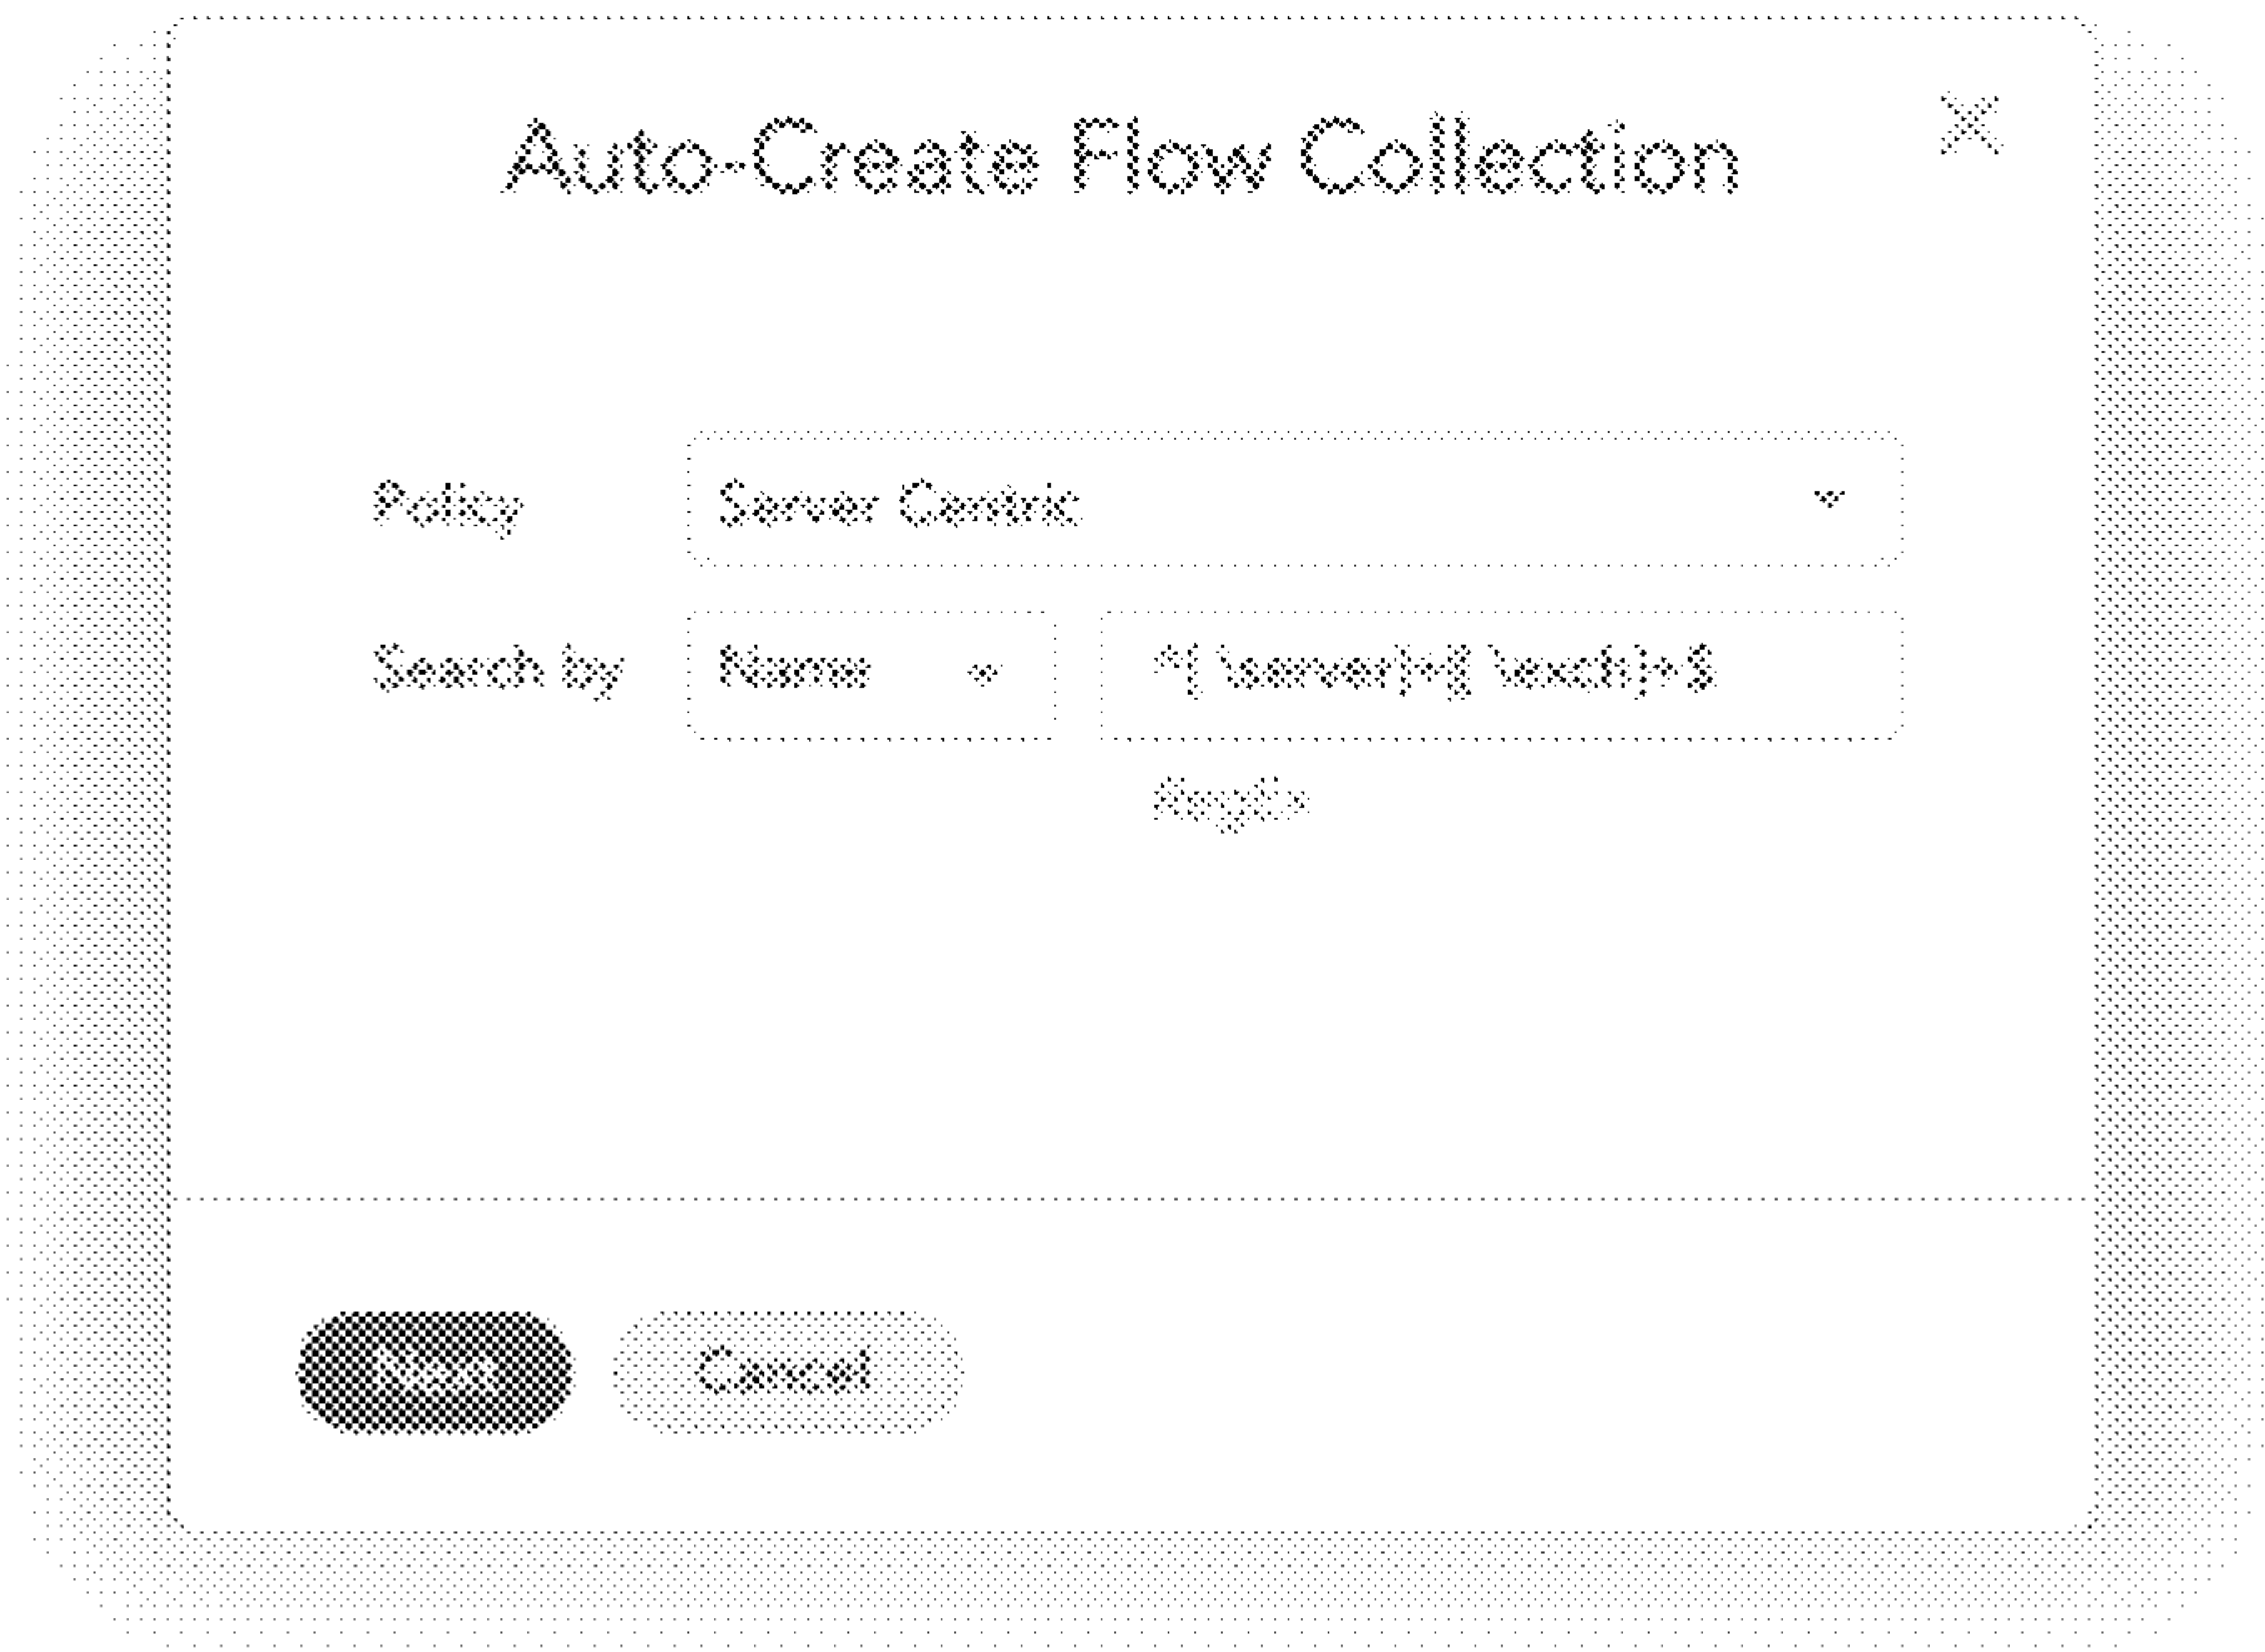 Auto-Create Flow Collection
Policy
Server Centric
Search by
Name
Cancel